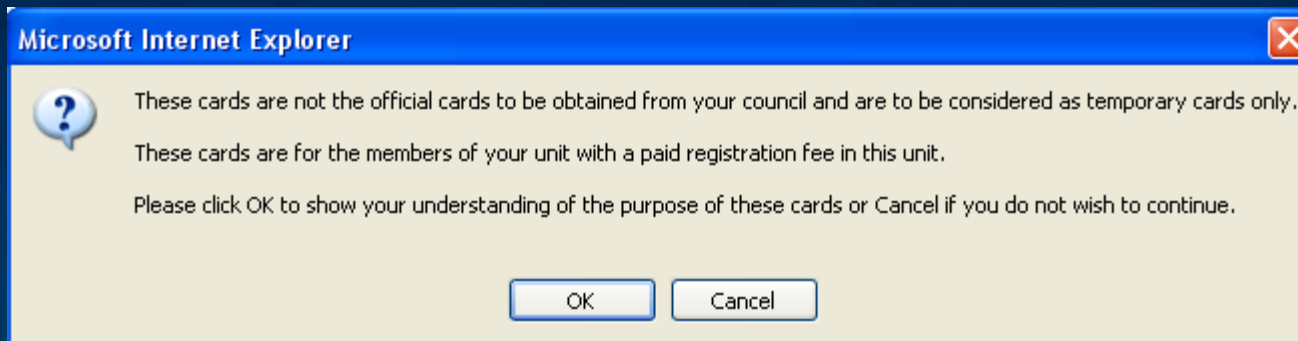 Microsoft Internet Explorer
These cards are not the official cards to be obtained from your council and are to be considered as temporary cards only.
These cards are for the members of your unit with a paid registration fee in this unit.
Please click OK to show your understanding of the purpose of these cards or Cancel if you do not wish to continue.
OK Cancel